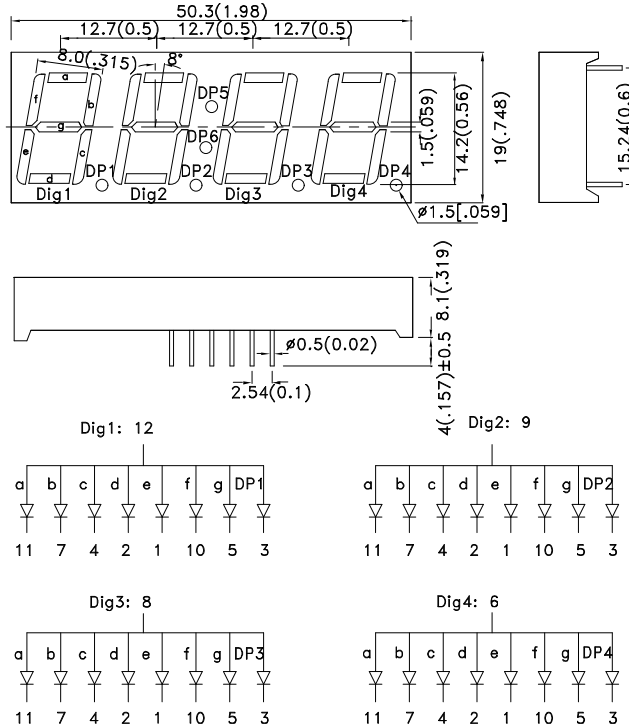 50.3(1.98)
12.7(0.5) 12.7(0.5) 12.7(0.5)
8.0(.315) 8°
a
f b
g
e c
d
DP5
DP6
DP1 DP2 DP3 DP4
Dig1 Dig2 Dig3 Dig4
1.5(.059)
14.2(0.56)
19(.748)
15.24(0.6)
ø1.5[.059]
8.1(.319)
4(.157)±0.5
ø0.5(0.02)
2.54(0.1)
Dig1: 12
a b c d e f g DP1
11 7 4 2 1 10 5 3
Dig2: 9
a b c d e f g DP2
11 7 4 2 1 10 5 3
Dig3: 8
a b c d e f g DP3
11 7 4 2 1 10 5 3
Dig4: 6
a b c d e f g DP4
11 7 4 2 1 10 5 3